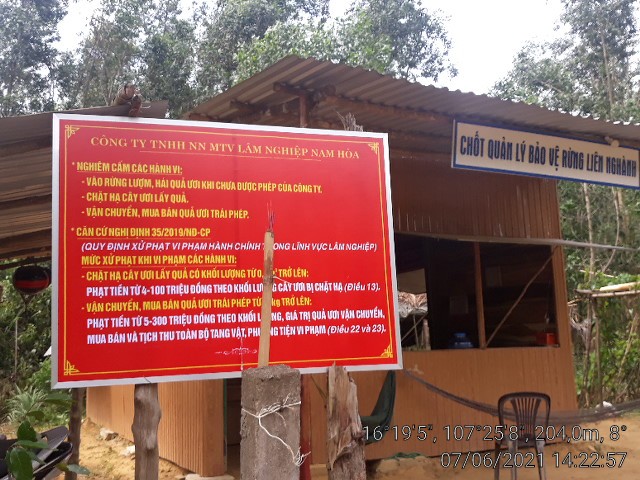 CÔNG TY TNHH NN MTV LÂM NGHIỆP NAM HÒA
* NGHIÊM CẤM CÁC HÀNH VI:
- VÀO RỪNG LƯỢM, HÁI QUẢ ƯƠI KHI CHƯA ĐƯỢC PHÉP CỦA CÔNG TY.
- CHẶT HẠ CÂY ƯƠI LẤY QUẢ.
- VẬN CHUYỂN, MUA BÁN QUẢ ƯƠI TRÁI PHÉP.
* CĂN CỨ NGHỊ ĐỊNH 35/2019/NĐ-CP
(QUY ĐỊNH XỬ PHẠT VI PHẠM HÀNH CHÍNH TRONG LĨNH VỰC LÂM NGHIỆP)
MỨC XỬ PHẠT KHI VI PHẠM CÁC HÀNH VI:
- CHẶT HẠ CÂY ƯƠI LẤY QUẢ CÓ KHỐI LƯỢNG TỪ TRỞ LÊN:
PHẠT TIỀN TỪ 4-100 TRIỆU ĐỒNG THEO KHỐI LƯỢNG CÂY ƯƠI BỊ CHẶT HẠ (Điều 13).
- VẬN CHUYỂN, MUA BÁN QUẢ ƯƠI TRÁI PHÉP TỪ TRỞ LÊN:
PHẠT TIỀN TỪ 5-300 TRIỆU ĐỒNG THEO KHỐI LƯỢNG, GIÁ TRỊ QUẢ ƯƠI VẬN CHUYỂN,
MUA BÁN VÀ TỊCH THU TOÀN BỘ TANG VẬT, PHƯƠNG TIỆN VI PHẠM (Điều 22 và 23).
CHỐT QUẢN LÝ BẢO VỆ RỪNG LIÊN NGHÀNH
16°19'5", 107°25'8", 204,0m, 8°
07/06/2021 14:22:57